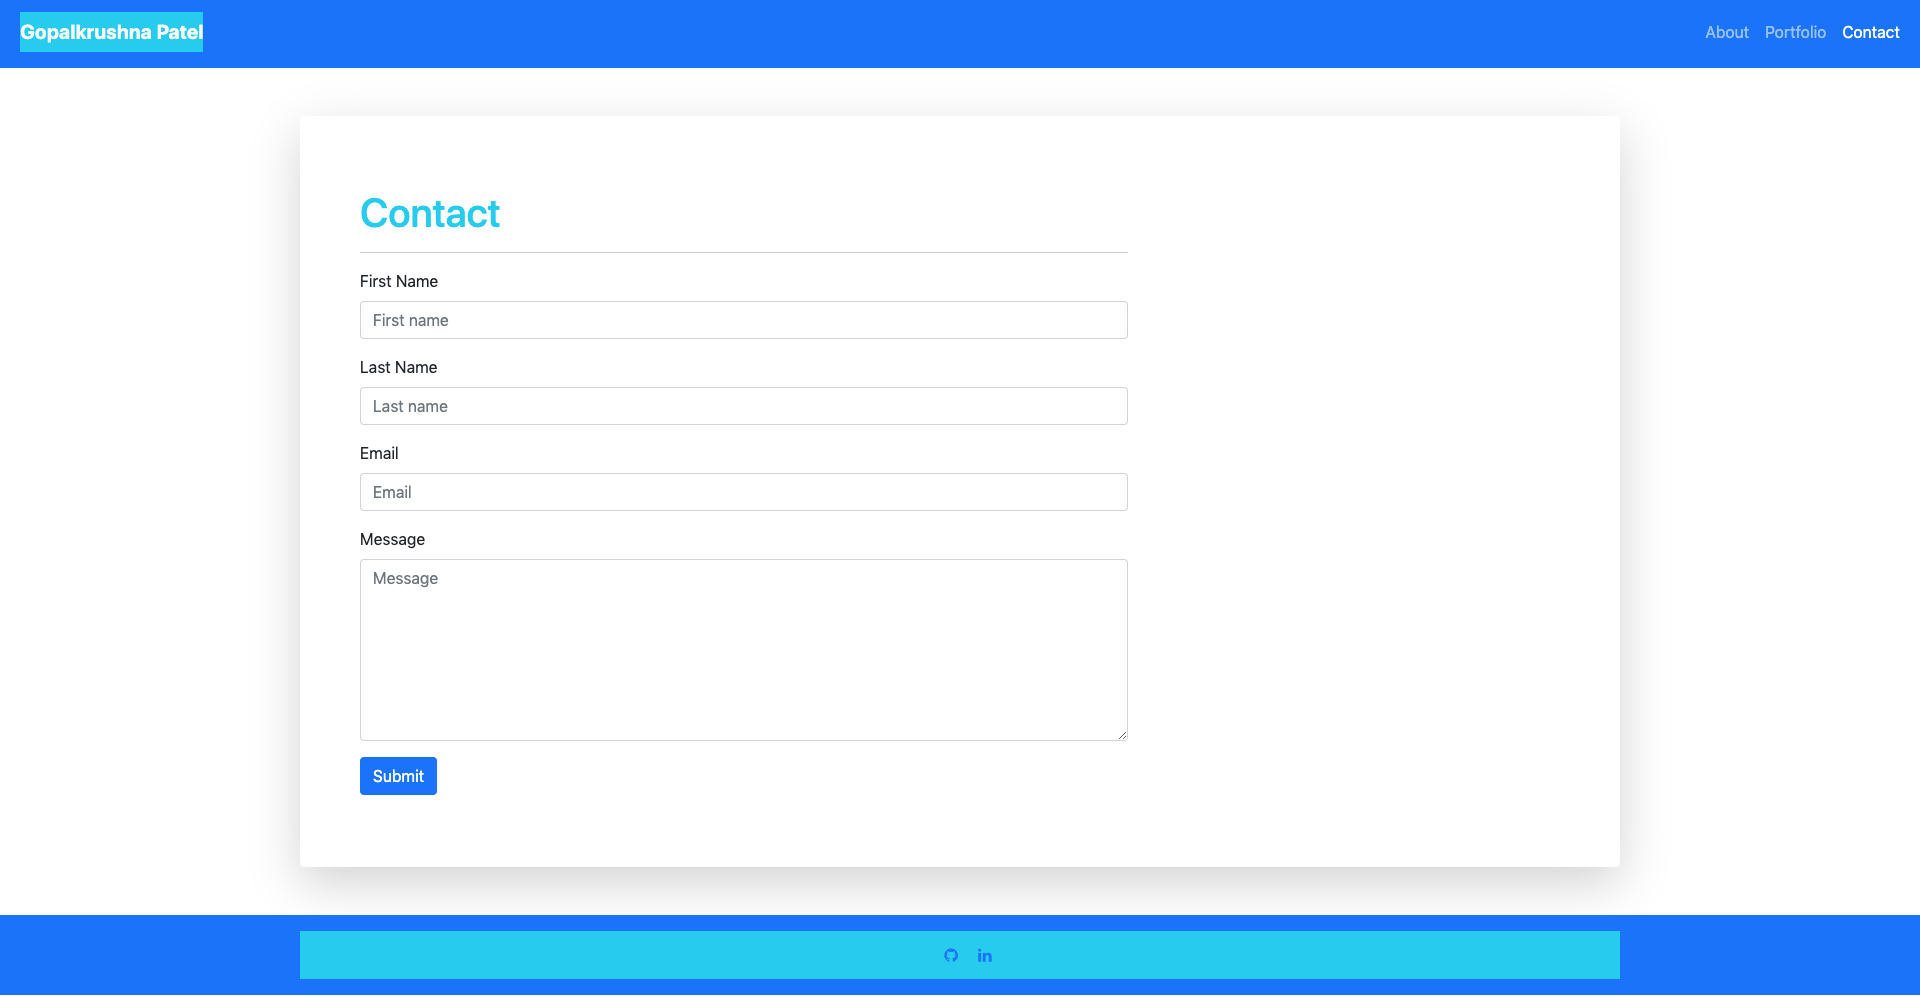 Gopalkrushna Patel
About Portfolio Contact
Contact
First Name
First name
Last Name
Last name
Email
Email
Message
Message
Submit